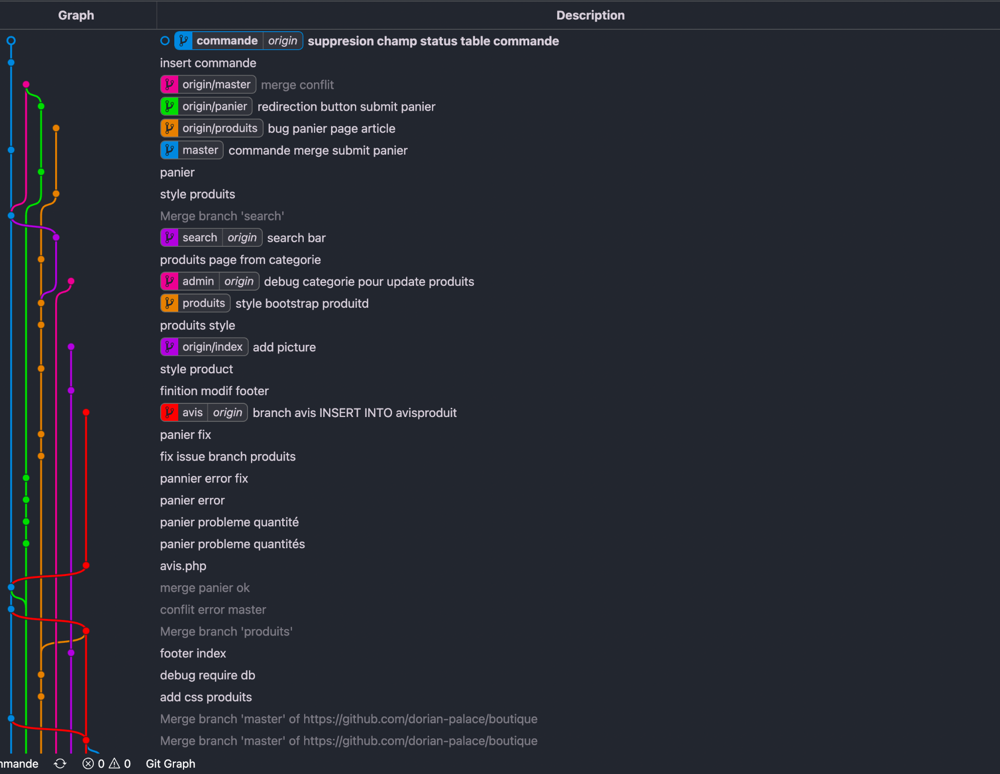 Graph Description
commande origin suppresion champ status table commande
insert commande
origin/master merge conflit
origin/panier redirection button submit panier
origin/produits bug panier page article
master commande merge submit panier
panier
style produits
Merge branch 'search'
search origin search bar
produits page from categorie
admin origin debug categorie pour update produits
produits style bootstrap produitd
produits style
origin/index add picture
style product
finition modif footer
avis origin branch avis INSERT INTO avisproduit
panier fix
fix issue branch produits
pannier error fix
panier error
panier probleme quantité
panier probleme quantités
avis.php
merge panier ok
conflit error master
Merge branch 'produits'
footer index
debug require db
add css produits
Merge branch 'master' of https://github.com/dorian-palace/boutique
Merge branch 'master' of https://github.com/dorian-palace/boutique
mmande 0 0 Git Graph